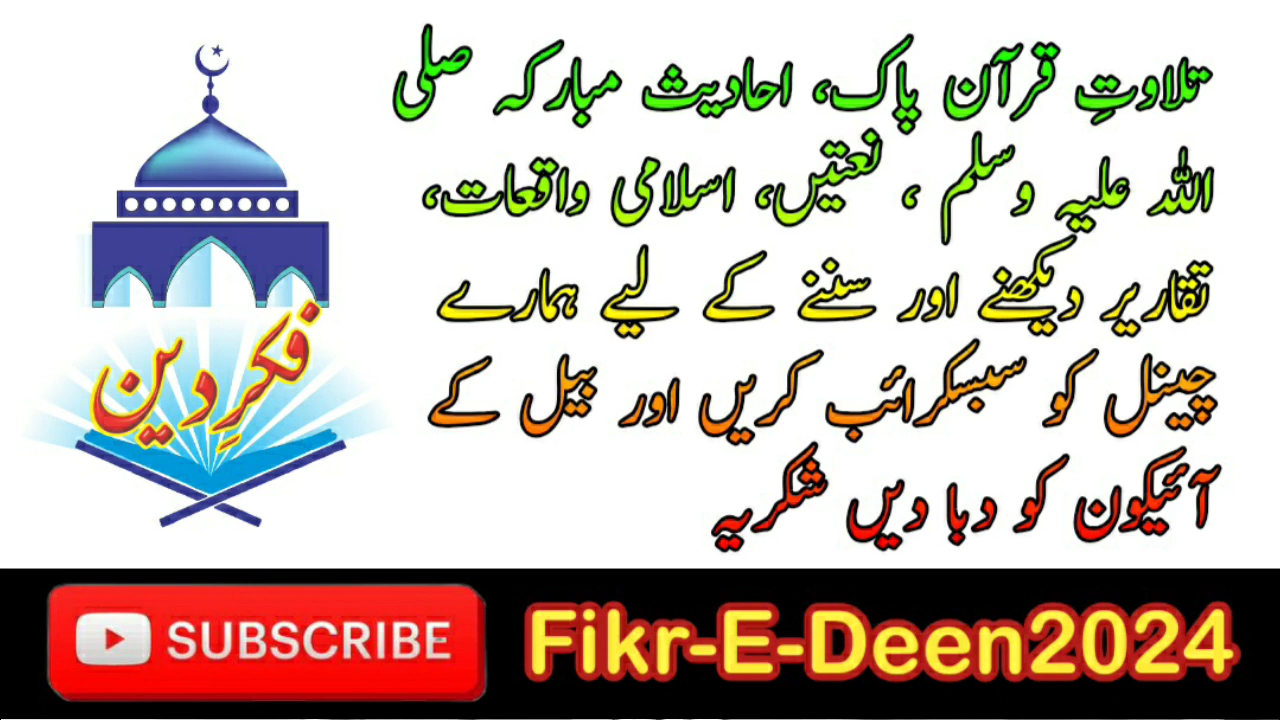 تلاوتِ قرآن پاک، احادیث مبارکہ صلی
اللہ علیہ وسلم ، نعتیں، اسلامی واقعات،
تقاریر دیکھنے اور سننے کے لیے ہمارے
چینل کو سبسکرائب کریں اور بیل کے
آئیکون کو دبا دیں شکریہ
فکرِ دین
SUBSCRIBE
Fikr-E-Deen2024